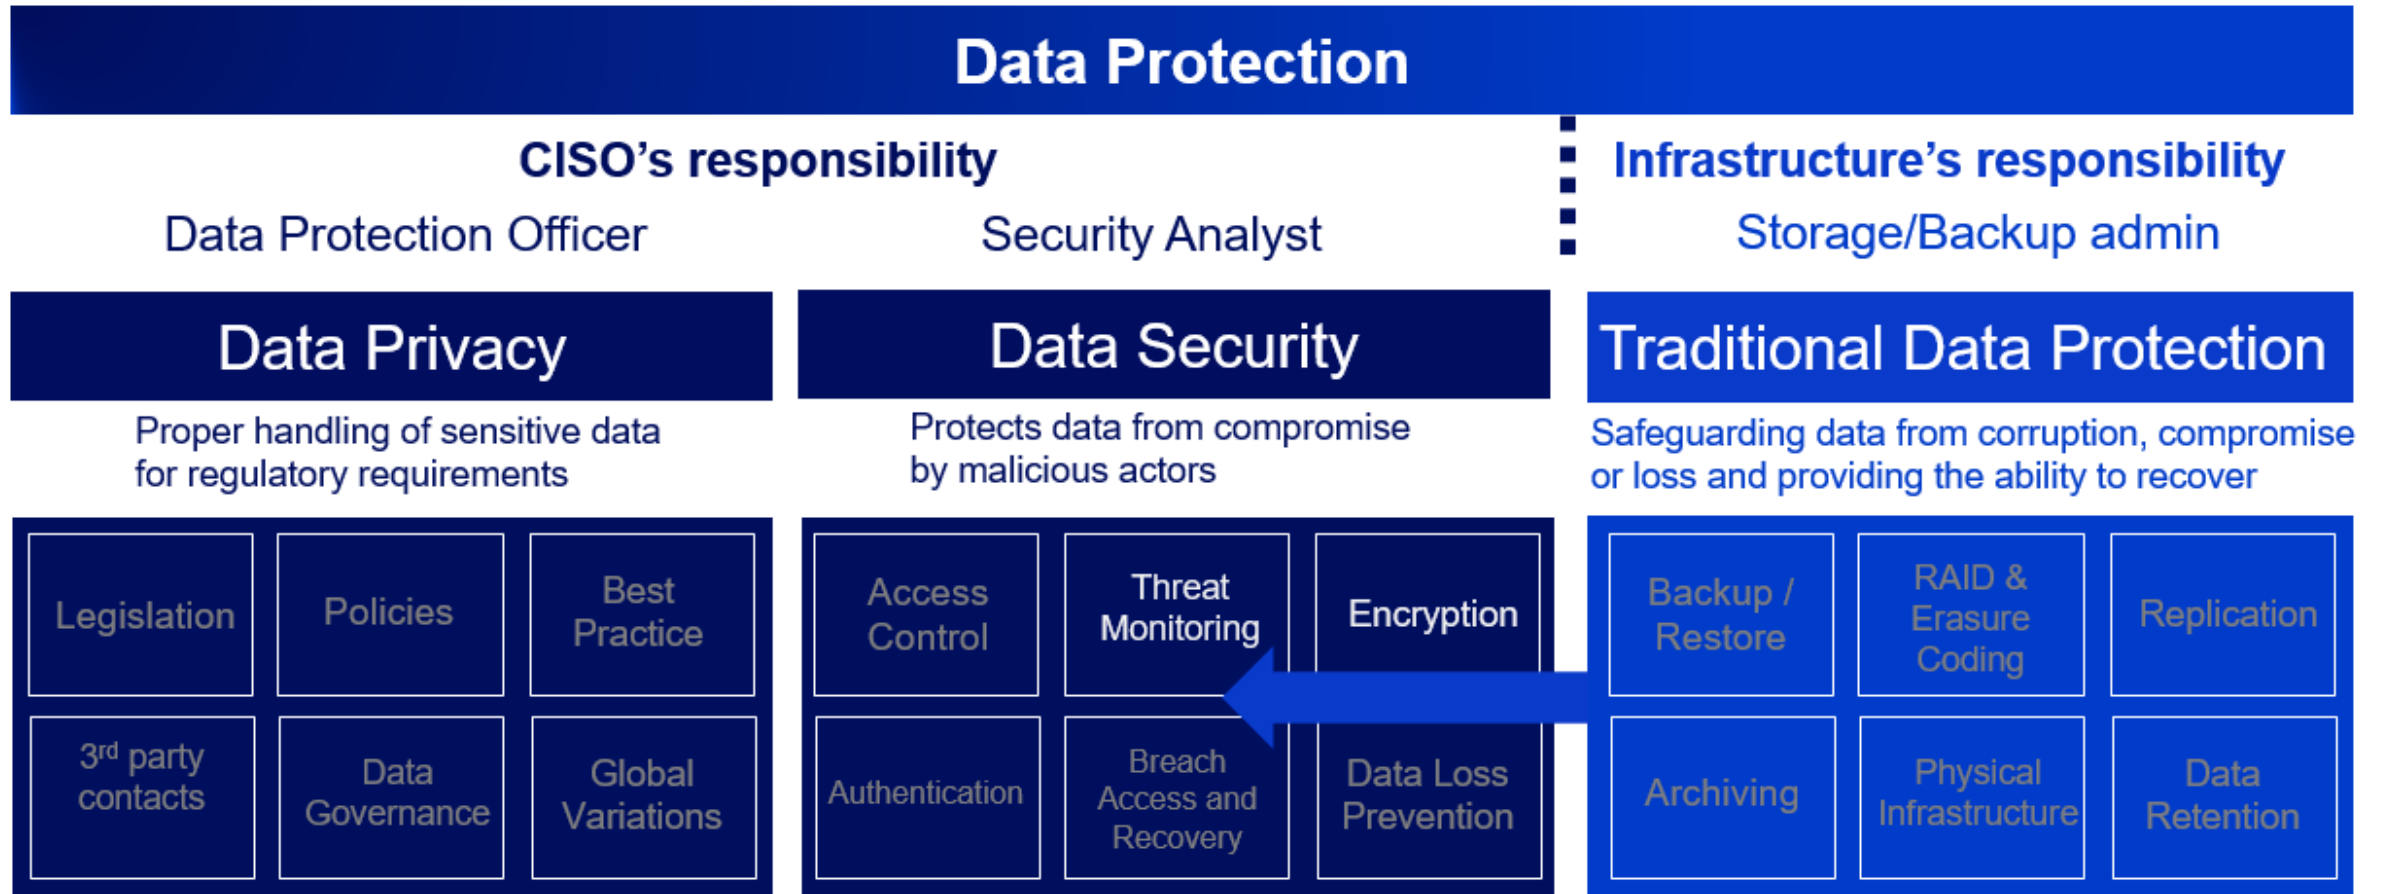 Data Protection
CISO’s responsibility
Infrastructure’s responsibility
Data Protection Officer
Security Analyst
Storage/Backup admin
Data Privacy
Data Security
Traditional Data Protection
Proper handling of sensitive data
for regulatory requirements
Protects data from compromise
by malicious actors
Safeguarding data from corruption, compromise
or loss and providing the ability to recover
Legislation
Policies
Best
Practice
3rd party
contacts
Data
Governance
Global
Variations
Access
Control
Threat
Monitoring
Encryption
Authentication
Breach
Access and
Recovery
Data Loss
Prevention
Backup /
Restore
RAID &
Erasure
Coding
Replication
Archiving
Physical
Infrastructure
Data
Retention